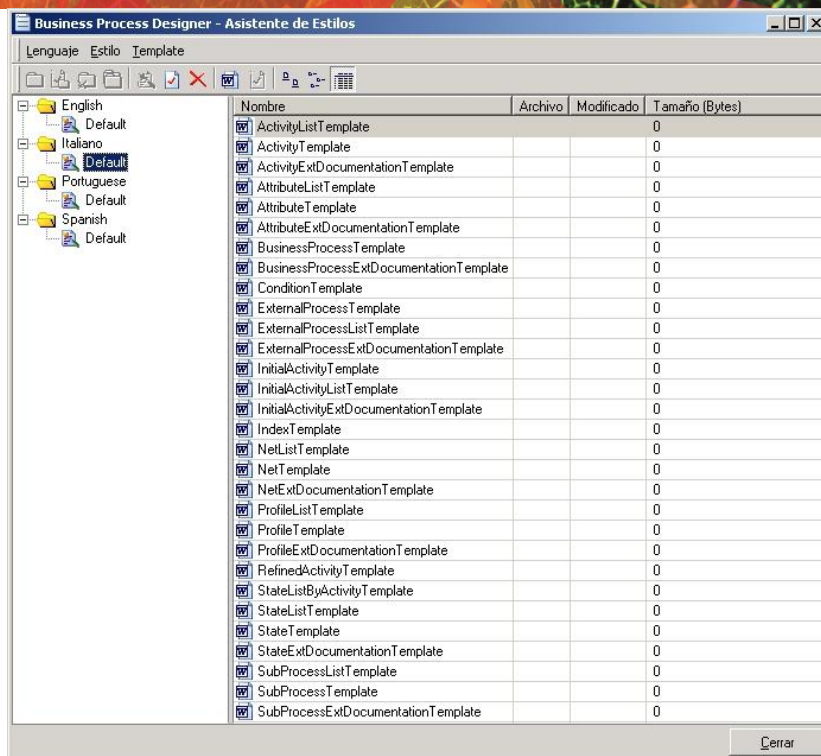 Business Process Designer - Asistente de Estilos
Lenguaje Estilo Template
English
Default
Italiano
Default
Portuguese
Default
Spanish
Default
Nombre Archivo Modificado Tamaño (Bytes)
ActivityListTemplate 0
ActivityTemplate 0
ActivityExtDocumentationTemplate 0
AttributeListTemplate 0
AttributeTemplate 0
AttributeExtDocumentationTemplate 0
BusinessProcessTemplate 0
BusinessProcessExtDocumentationTemplate 0
ConditionTemplate 0
ExternalProcessTemplate 0
ExternalProcessListTemplate 0
ExternalProcessExtDocumentationTemplate 0
InitialActivityTemplate 0
InitialActivityListTemplate 0
InitialActivityExtDocumentationTemplate 0
IndexTemplate 0
NetListTemplate 0
NetTemplate 0
NetExtDocumentationTemplate 0
ProfileListTemplate 0
ProfileTemplate 0
ProfileExtDocumentationTemplate 0
RefinedActivityTemplate 0
StateListByActivityTemplate 0
StateListTemplate 0
StateTemplate 0
StateExtDocumentationTemplate 0
SubProcessListTemplate 0
SubProcessTemplate 0
SubProcessExtDocumentationTemplate 0
Cerrar